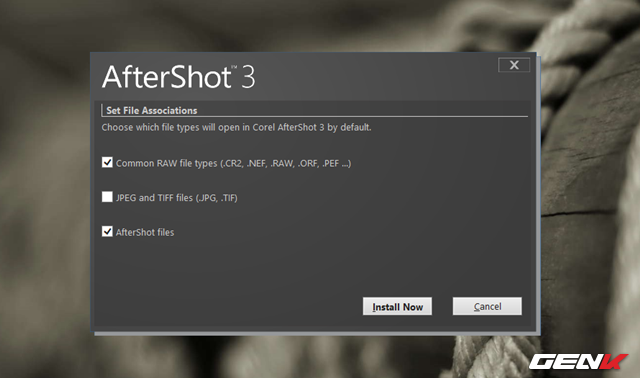 AfterShot™ 3
X
Set File Associations
Choose which file types will open in Corel AfterShot 3 by default.
Common RAW file types (.CR2, .NEF, .RAW, .ORF, .PEF ...)
JPEG and TIFF files (.JPG, .TIF)
AfterShot files
Install Now
Cancel
GENK